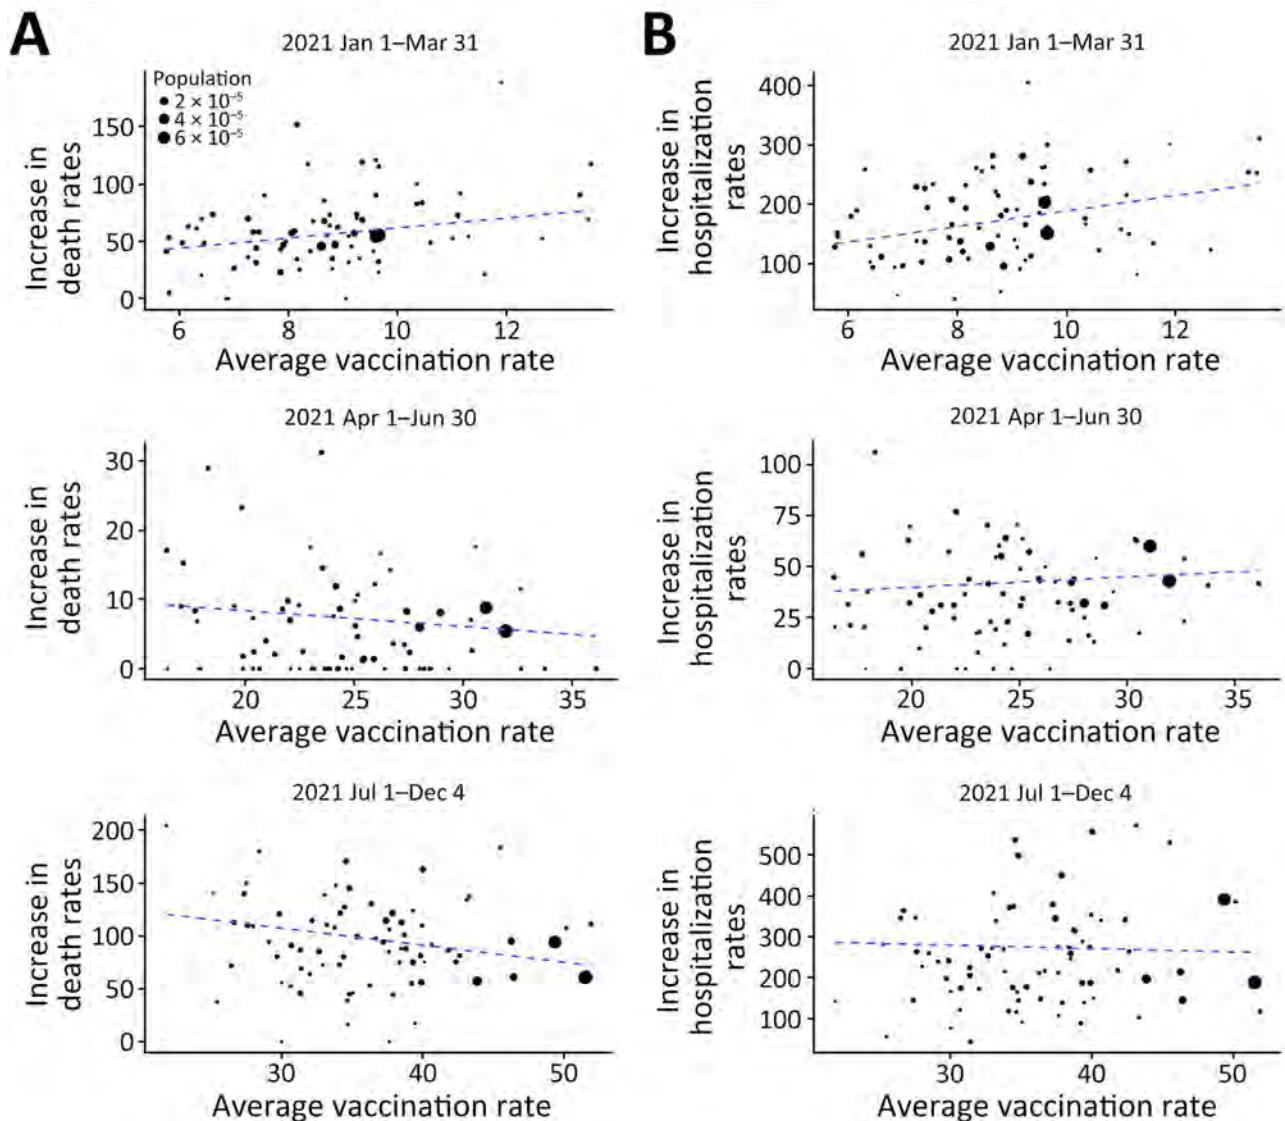 A
2021 Jan 1–Mar 31
Population
2 × 10⁻⁵
4 × 10⁻⁵
6 × 10⁻⁵
Increase in
death rates
150
100
50
0
6 8 10 12
Average vaccination rate
B
2021 Jan 1–Mar 31
Increase in
hospitalization
rates
400
300
200
100
6 8 10 12
Average vaccination rate
2021 Apr 1–Jun 30
Increase in
death rates
30
20
10
0
20 25 30 35
Average vaccination rate
2021 Apr 1–Jun 30
Increase in
hospitalization
rates
100
75
50
25
0
20 25 30 35
Average vaccination rate
2021 Jul 1–Dec 4
Increase in
death rates
200
150
100
50
0
30 40 50
Average vaccination rate
2021 Jul 1–Dec 4
Increase in
hospitalization
rates
500
400
300
200
100
30 40 50
Average vaccination rate